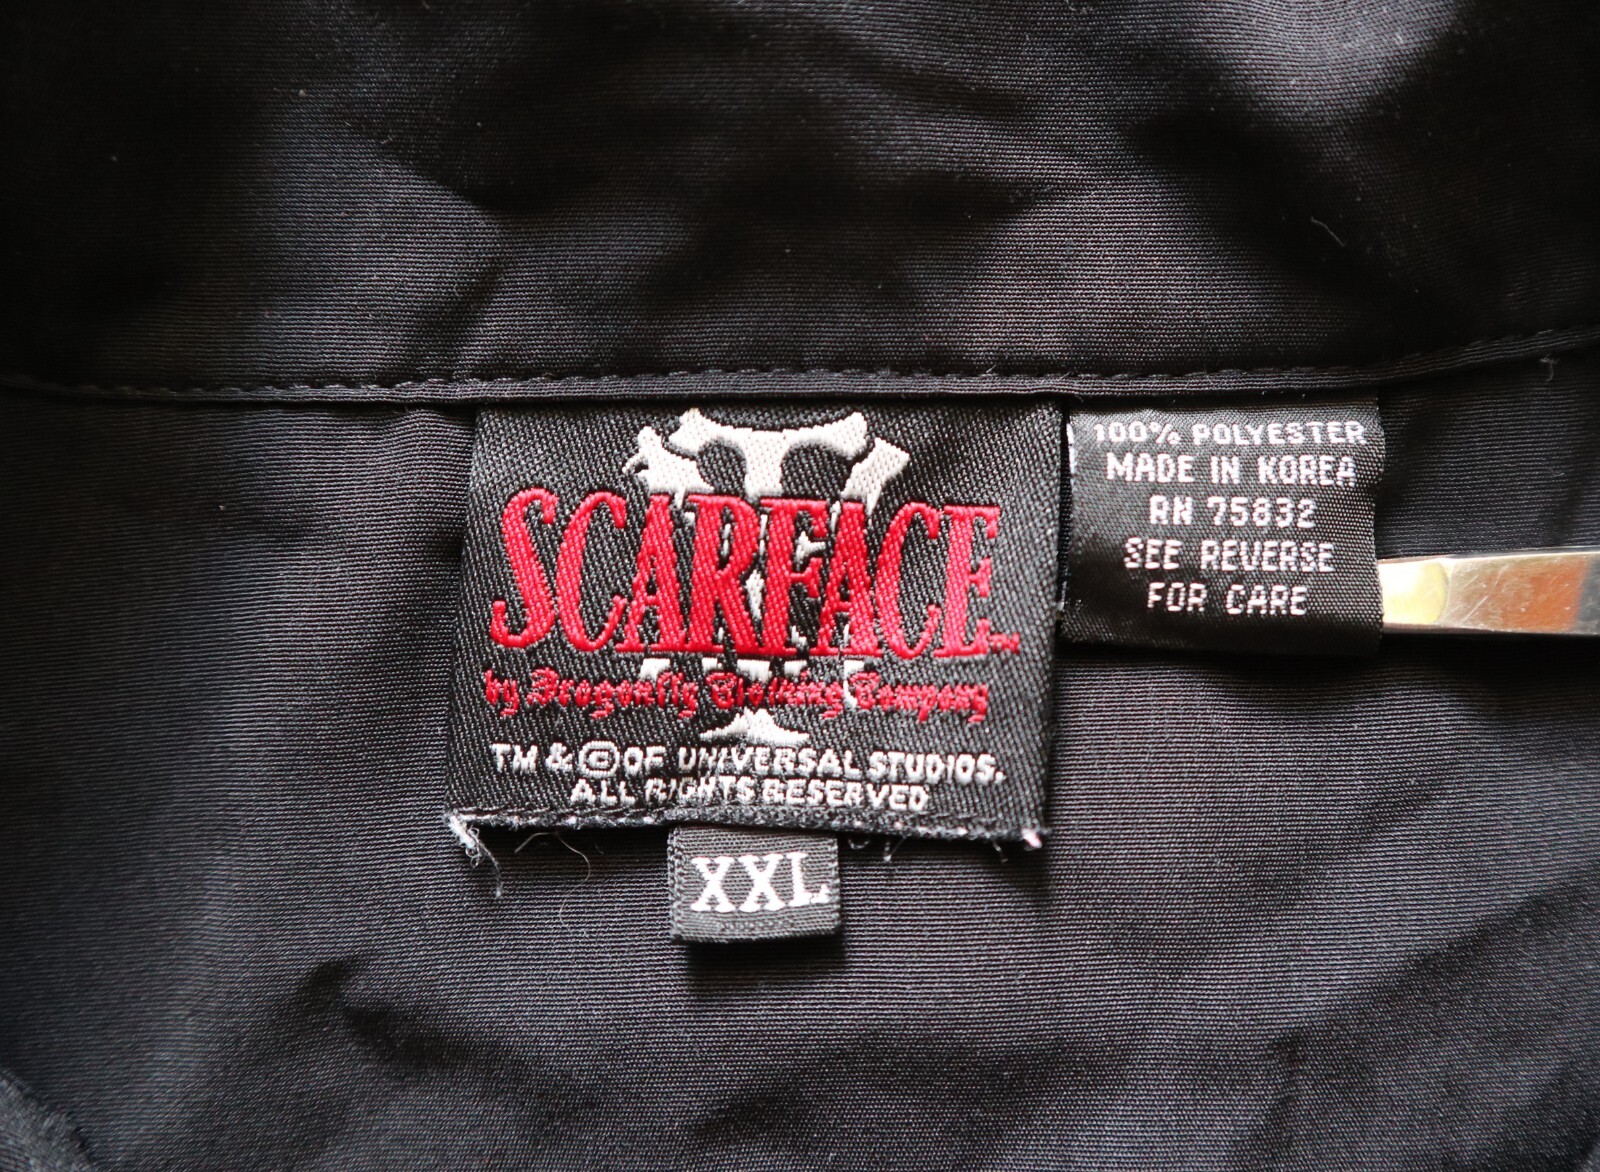 SCARFACE™
by Dragonfly Clothing Company
TM & © OF UNIVERSAL STUDIOS.
ALL RIGHTS RESERVED
XXL
100% POLYESTER
MADE IN KOREA
RN 75832
SEE REVERSE
FOR CARE